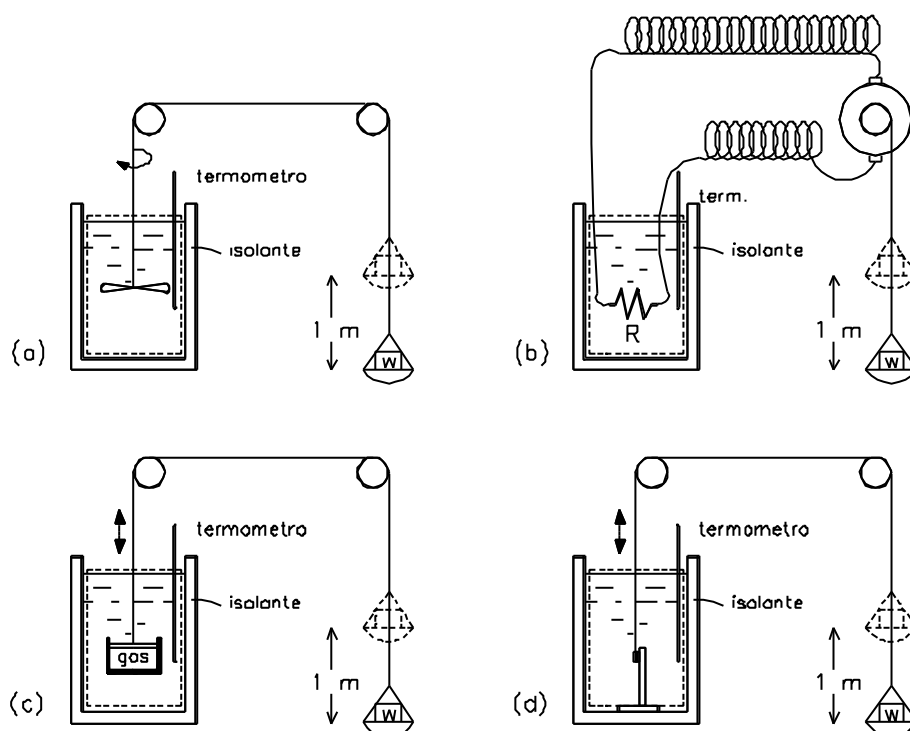 termometro
isolante
1 m
W
(a)
term.
isolante
R
1 m
W
(b)
termometro
isolante
gas
1 m
W
(c)
termometro
isolante
1 m
W
(d)